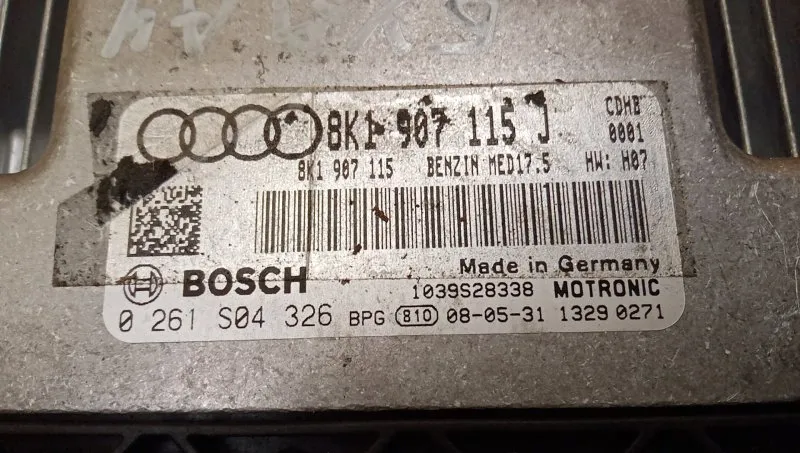 8K1 907 115 J CDHB
0001
8K1 907 115 BENZIN MED17.5 HW: H07
Made in Germany
BOSCH 1039S28338 MOTRONIC
0 261 S04 326 BPG 810 08-05-31 1329 0271